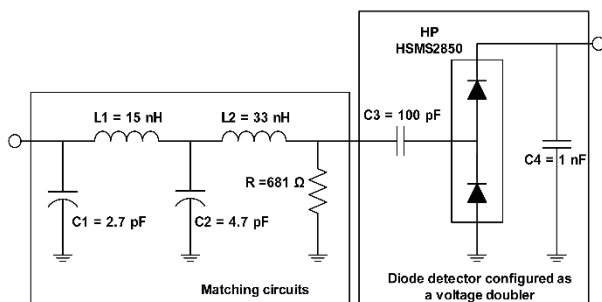 HP
HSMS2850
L1 = 15 nH
L2 = 33 nH
C3 = 100 pF
C4 = 1 nF
R =681 Ω
C1 = 2.7 pF
C2 = 4.7 pF
Matching circuits
Diode detector configured as
a voltage doubler